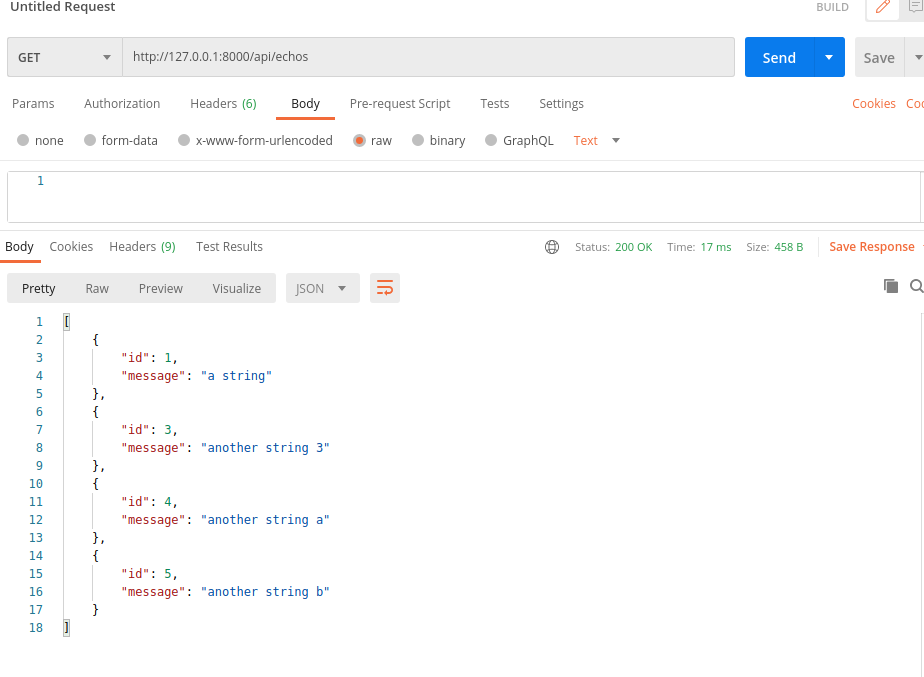 Untitled Request BUILD
GET http://127.0.0.1:8000/api/echos Send Save
Params Authorization Headers (6) Body Pre-request Script Tests Settings Cookies
none form-data x-www-form-urlencoded raw binary GraphQL Text
1
Body Cookies Headers (9) Test Results Status: 200 OK Time: 17 ms Size: 458 B Save Response
Pretty Raw Preview Visualize JSON
1 [
2 {
3 "id": 1,
4 "message": "a string"
5 },
6 {
7 "id": 3,
8 "message": "another string 3"
9 },
10 {
11 "id": 4,
12 "message": "another string a"
13 },
14 {
15 "id": 5,
16 "message": "another string b"
17 }
18 ]